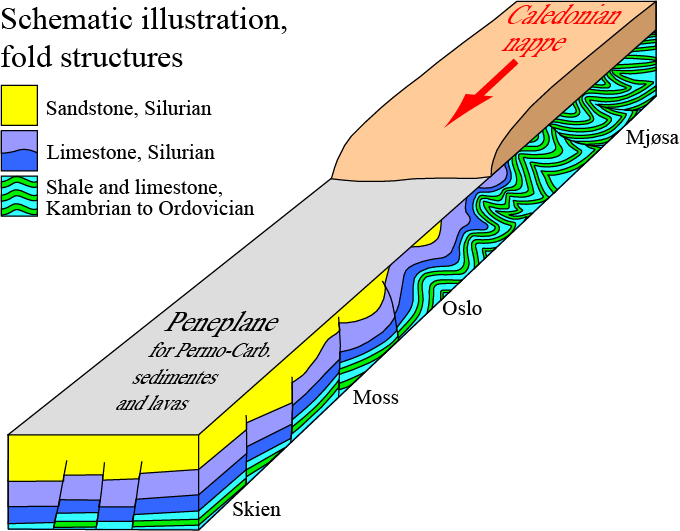 Schematic illustration,
fold structures
Sandstone, Silurian
Limestone, Silurian
Shale and limestone,
Kambrian to Ordovician
Caledonian
nappe
Mjøsa
Oslo
Moss
Skien
Peneplane
for Permo-Carb.
sedimentes
and lavas